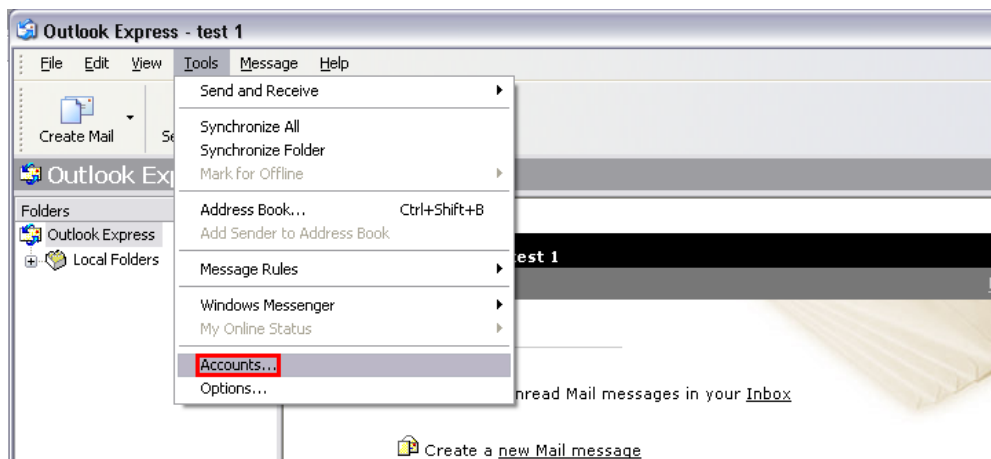 Outlook Express - test 1
File Edit View Tools Message Help
Send and Receive
Create Mail
Synchronize All
Synchronize Folder
Mark for Offline
Outlook Ex
Folders
Address Book... Ctrl+Shift+B
Outlook Express
Add Sender to Address Book
test 1
Local Folders
Message Rules
Windows Messenger
My Online Status
Accounts...
Options...
nread Mail messages in your Inbox
Create a new Mail message